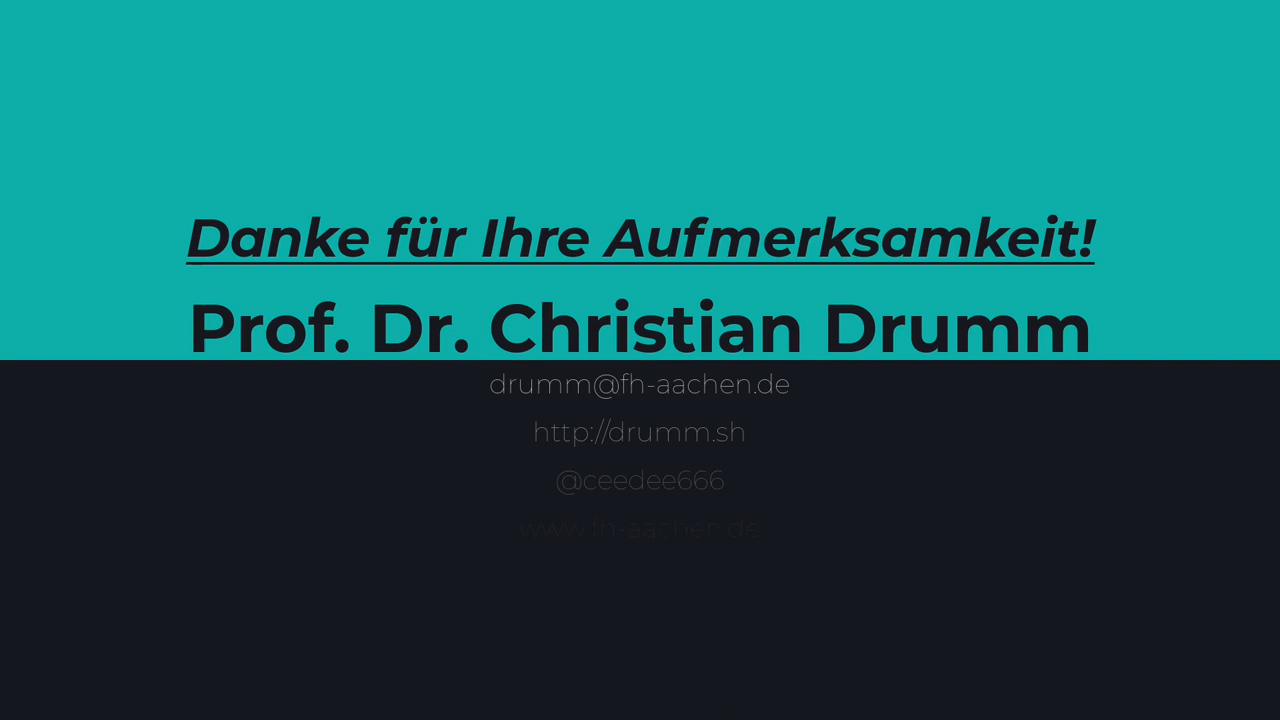 Danke für Ihre Aufmerksamkeit!
Prof. Dr. Christian Drumm
drumm@fh-aachen.de
http://drumm.sh
@ceedee666
www.fh-aachen.de